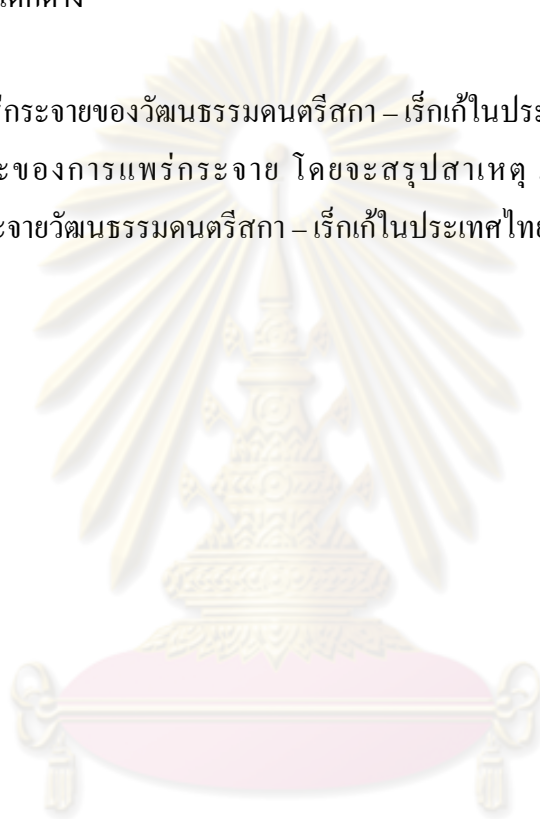 ร่กระจายของวัฒนธรรมดนตรีสกา – เร็กเก้ในประ
ะของการแพร่กระจาย โดยจะสรุปสาเหตุ
ะจายวัฒนธรรมดนตรีสกา – เร็กเก้ในประเทศไทย